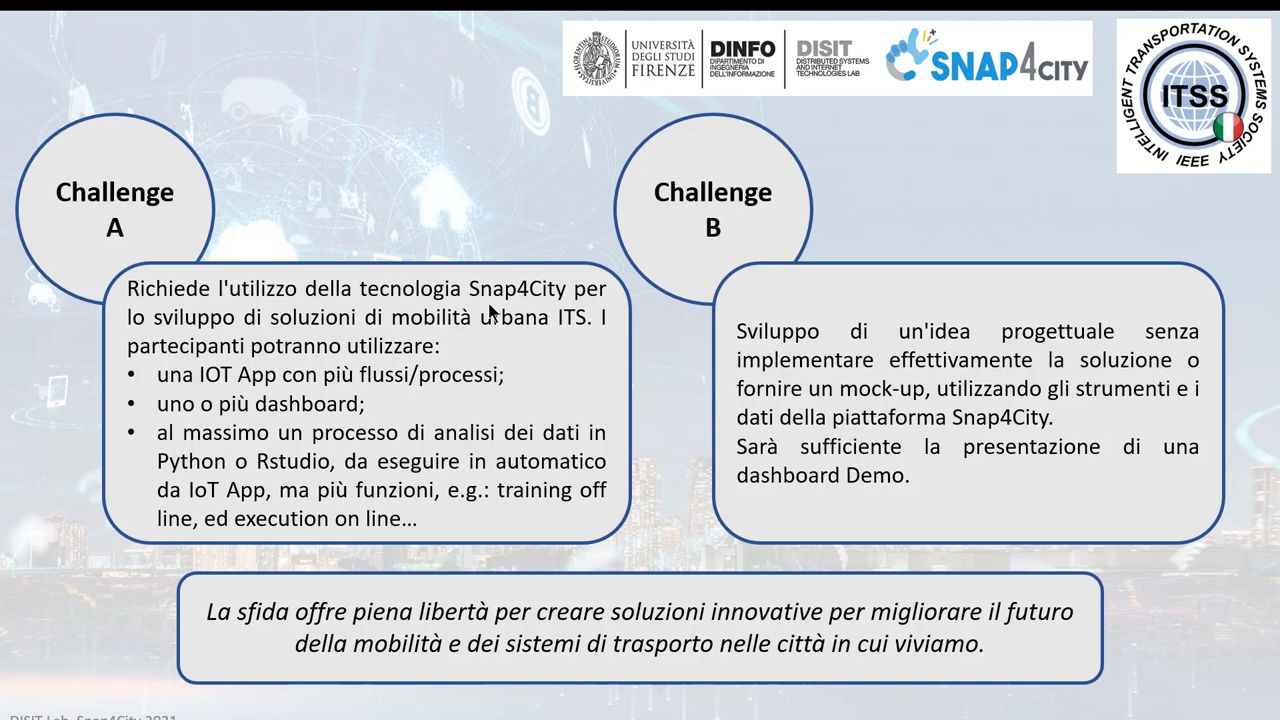 UNIVERSITÀ
DEGLI STUDI
FIRENZE
DINFO
DIPARTIMENTO DI
INGEGNERIA
DELL'INFORMAZIONE
DISIT
DISTRIBUTED SYSTEMS
AND INTERNET
TECHNOLOGIES LAB
SNAP4CITY
INTELLIGENT TRANSPORTATION SYSTEMS SOCIETY
ITSS
IEEE
Challenge
A
Richiede l'utilizzo della tecnologia Snap4City per
lo sviluppo di soluzioni di mobilità urbana ITS. I
partecipanti potranno utilizzare:
• una IOT App con più flussi/processi;
• uno o più dashboard;
• al massimo un processo di analisi dei dati in
Python o Rstudio, da eseguire in automatico
da IoT App, ma più funzioni, e.g.: training off
line, ed execution on line...
Challenge
B
Sviluppo di un'idea progettuale senza
implementare effettivamente la soluzione o
fornire un mock-up, utilizzando gli strumenti e i
dati della piattaforma Snap4City.
Sarà sufficiente la presentazione di una
dashboard Demo.
La sfida offre piena libertà per creare soluzioni innovative per migliorare il futuro
della mobilità e dei sistemi di trasporto nelle città in cui viviamo.
DISIT Lab, Snap4City 2021